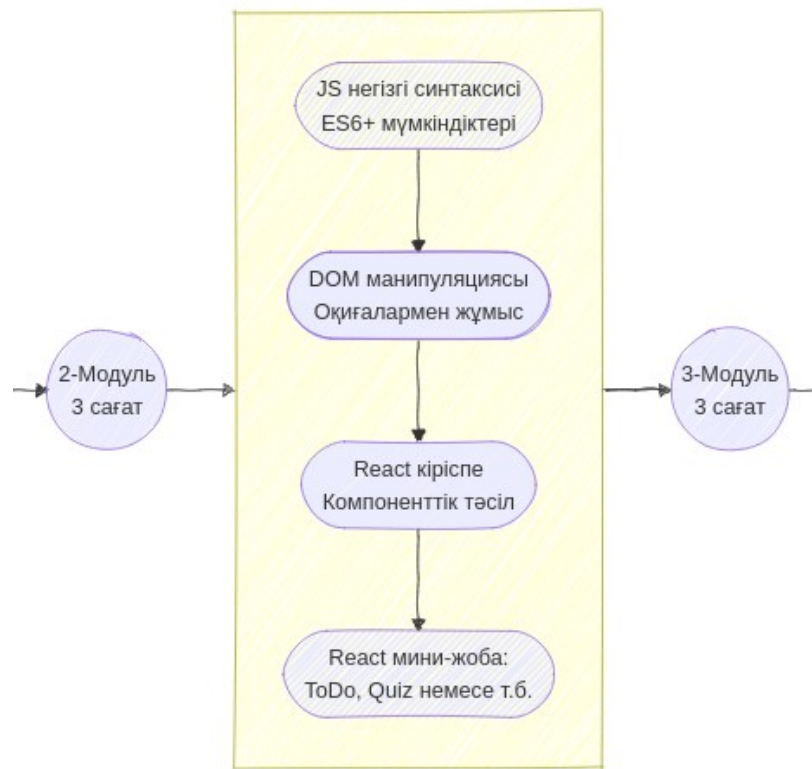 2-Модуль
3 сағат
JS негізгі синтаксисі
ES6+ мүмкіндіктері
DOM манипуляциясы
Оқиғалармен жұмыс
React кіріспе
Компоненттік тәсіл
React мини-жоба:
ToDo, Quiz немесе т.б.
3-Модуль
3 сағат